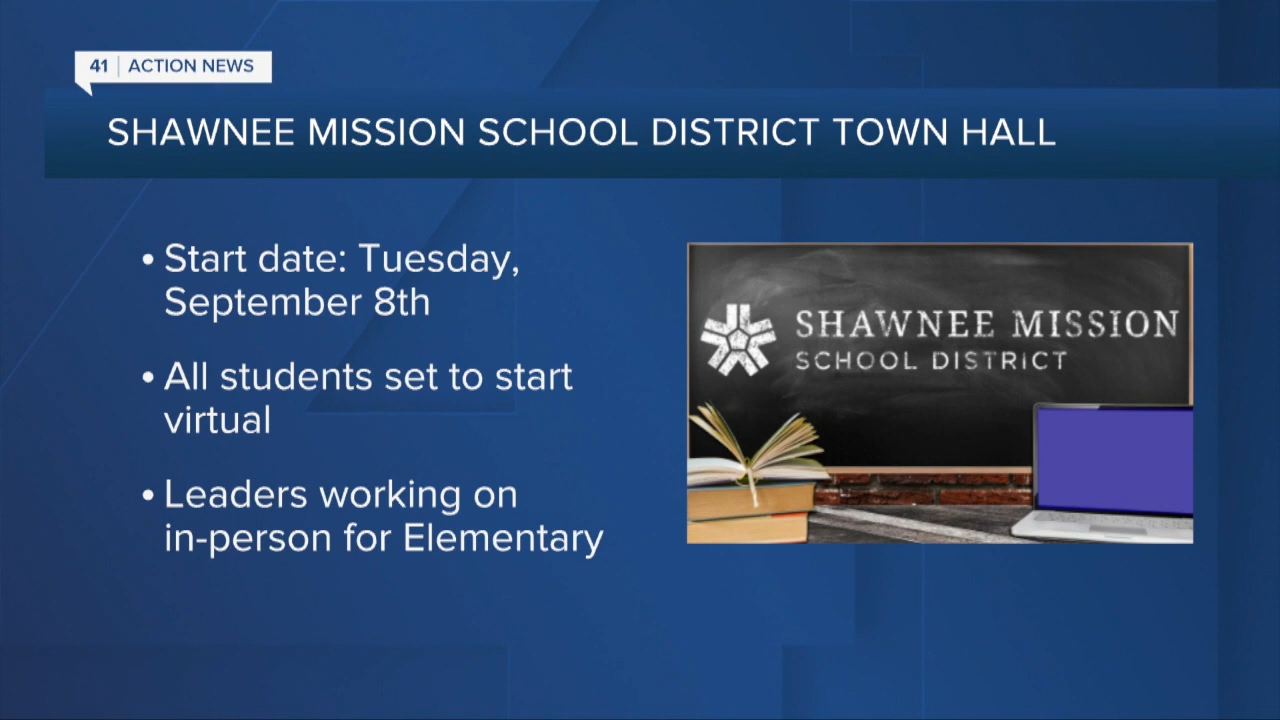 41 | ACTION NEWS
SHAWNEE MISSION SCHOOL DISTRICT TOWN HALL
• Start date: Tuesday,
September 8th
• All students set to start
virtual
• Leaders working on
in-person for Elementary
SHAWNEE MISSION
SCHOOL DISTRICT